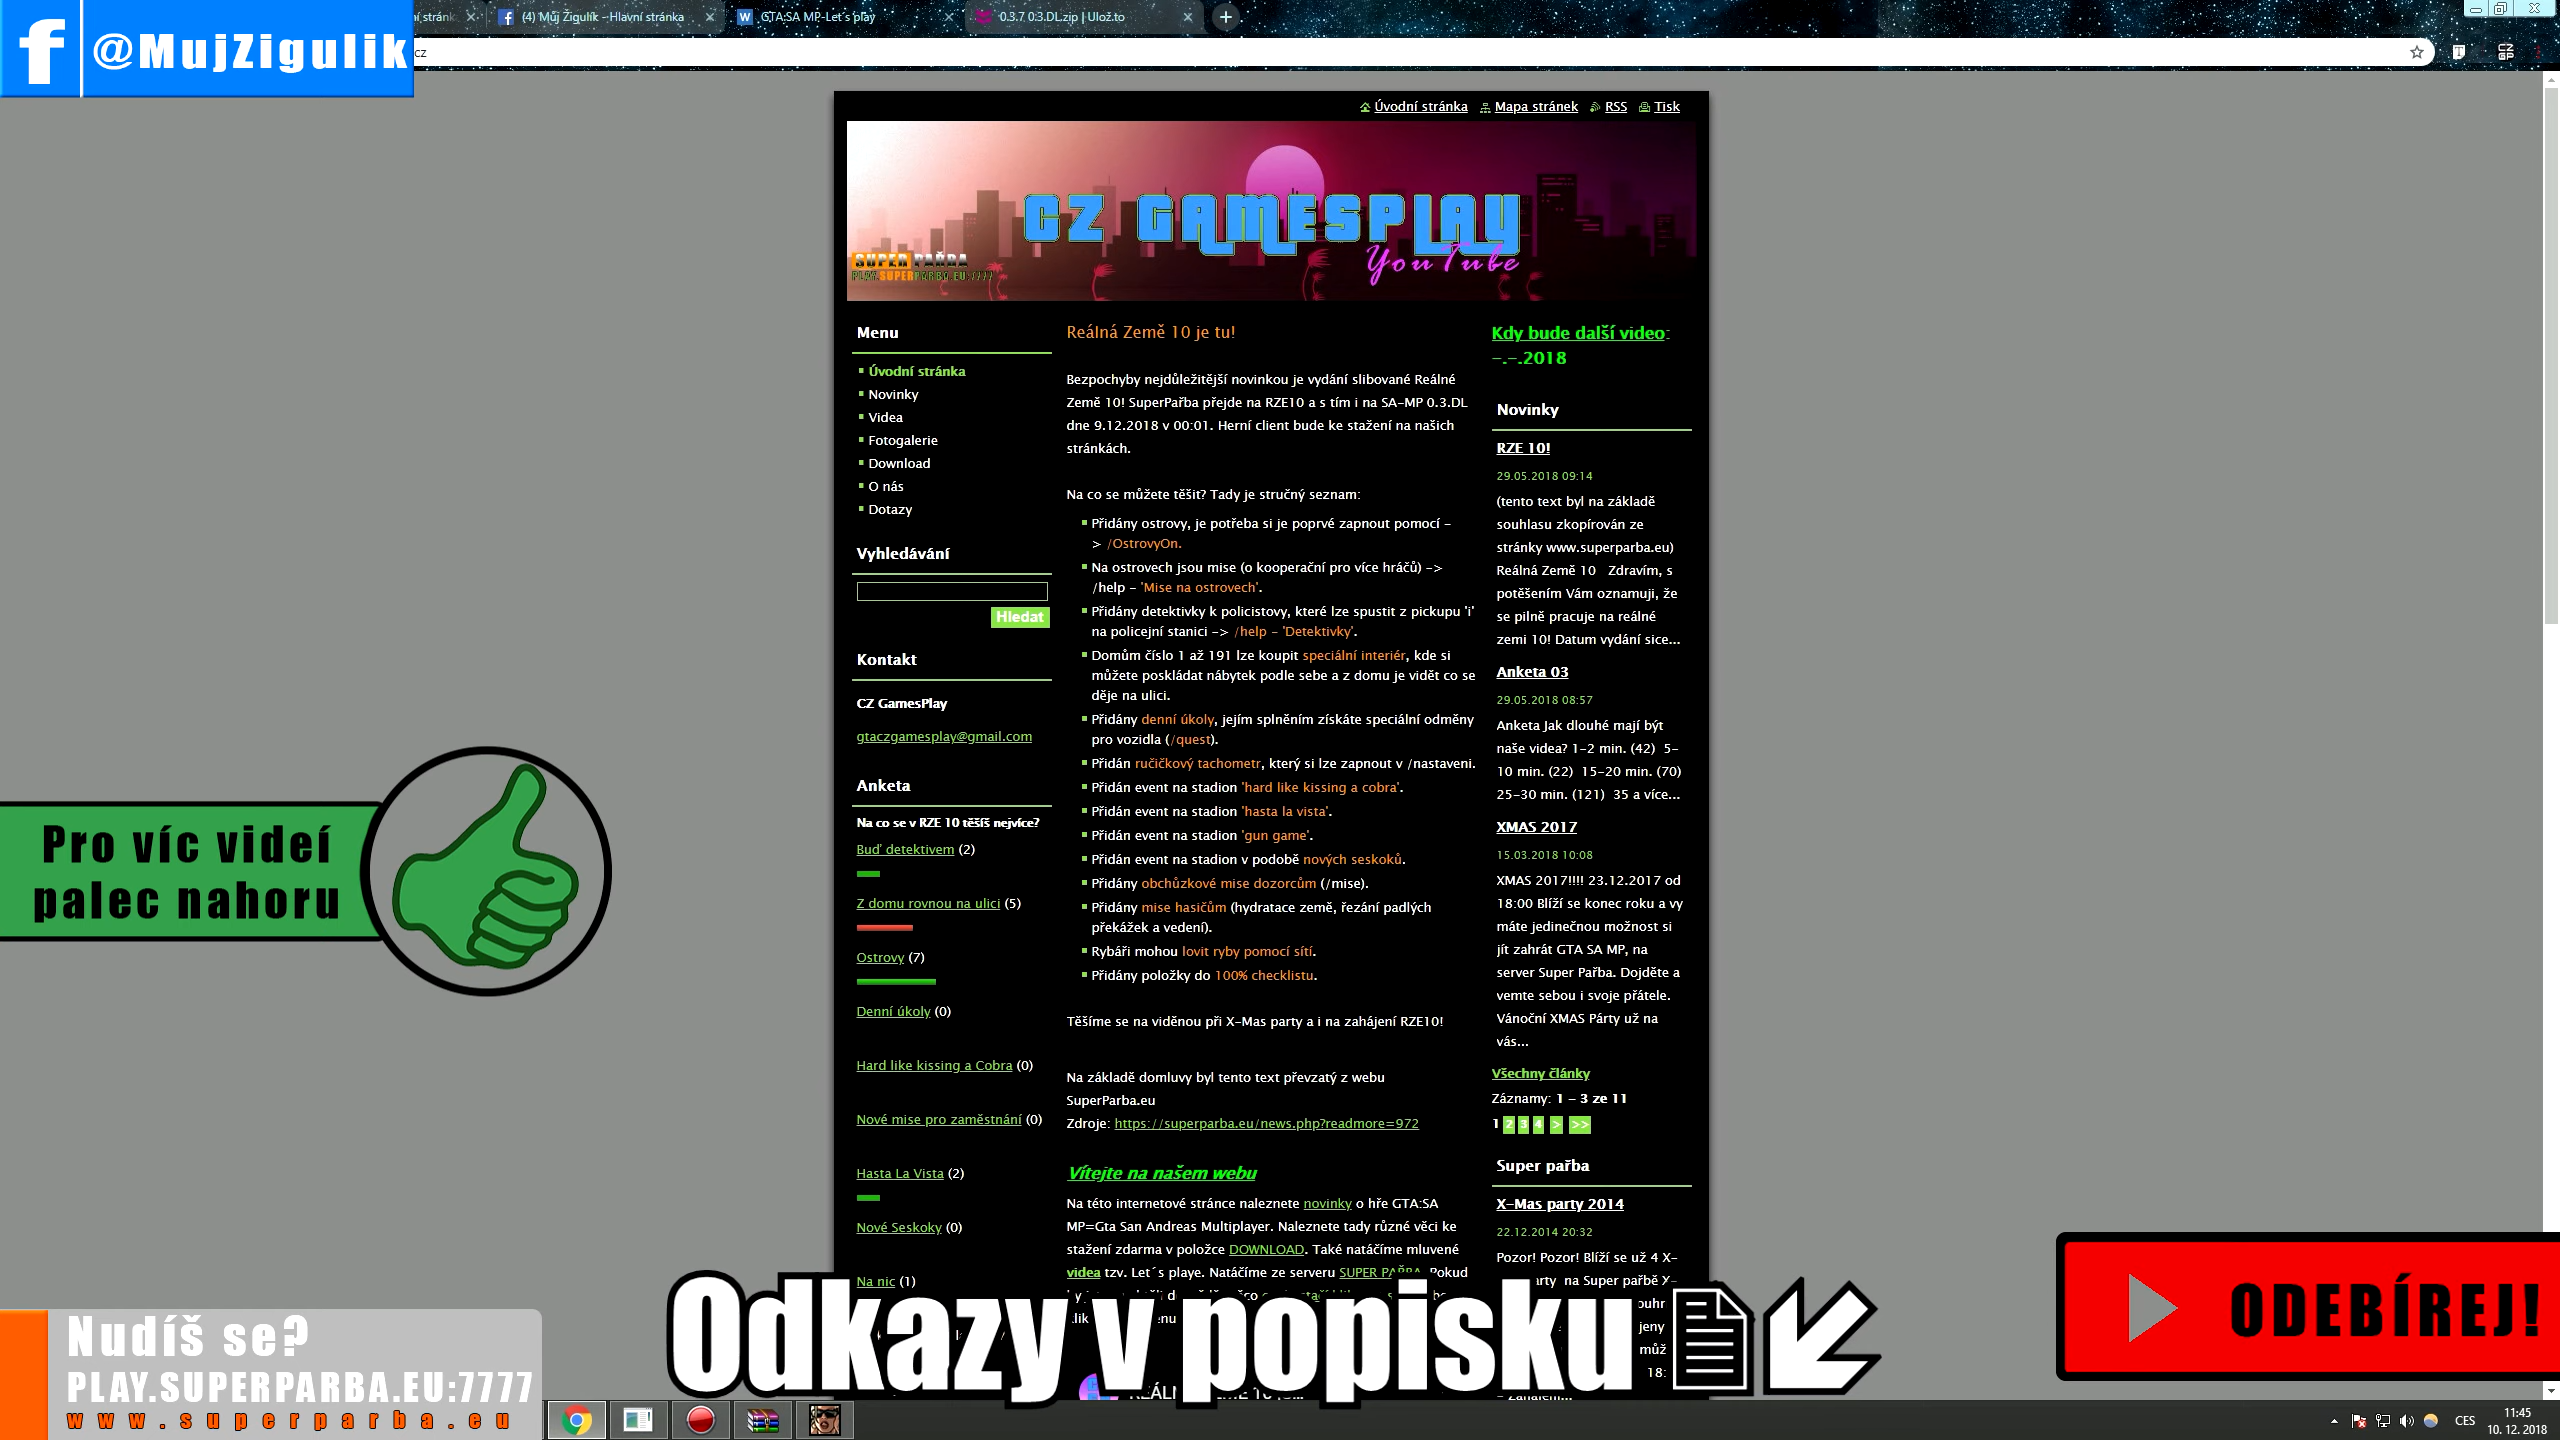 (4) Můj Žigulík - Hlavní stránka
GTA:SA MP-Let´s play
0.3.7 0.3.DL.zip | Ulož.to
@MujZigulik
cz
Úvodní stránka
Mapa stránek
RSS
Tisk
CZ GAMESPLAY
YouTube
SUPER PAŘBA
PLAY.SUPERPARBA.EU:7777
Menu
Úvodní stránka
Novinky
Videa
Fotogalerie
Download
O nás
Dotazy
Vyhledávání
Hledat
Kontakt
CZ GamesPlay
gtaczgamesplay@gmail.com
Anketa
Na co se v RZE 10 těšíš nejvíce?
Buď detektivem (2)
Z domu rovnou na ulici (5)
Ostrovy (7)
Denní úkoly (0)
Hard like kissing a Cobra (0)
Nové mise pro zaměstnání (0)
Hasta La Vista (2)
Nové Seskoky (0)
Na nic (1)
Reálná Země 10 je tu!
Bezpochyby nejdůležitější novinkou je vydání slibované Reálné
Země 10! SuperPařba přejde na RZE10 a s tím i na SA-MP 0.3.DL
dne 9.12.2018 v 00:01. Herní client bude ke stažení na našich
stránkách.
Na co se můžete těšit? Tady je stručný seznam:
Přidány ostrovy, je potřeba si je poprvé zapnout pomocí -
> /OstrovyOn.
Na ostrovech jsou mise (o kooperační pro více hráčů) ->
/help - 'Mise na ostrovech'.
Přidány detektivky k policistovy, které lze spustit z pickupu 'i'
na policejní stanici -> /help - 'Detektivky'.
Domům číslo 1 až 191 lze koupit speciální interiér, kde si
můžete poskládat nábytek podle sebe a z domu je vidět co se
děje na ulici.
Přidány denní úkoly, jejím splněním získáte speciální odměny
pro vozidla (/quest).
Přidán ručičkový tachometr, který si lze zapnout v /nastaveni.
Přidán event na stadion 'hard like kissing a cobra'.
Přidán event na stadion 'hasta la vista'.
Přidán event na stadion 'gun game'.
Přidán event na stadion v podobě nových seskoků.
Přidány obchůzkové mise dozorcům (/mise).
Přidány mise hasičům (hydratace země, řezání padlých
překážek a vedení).
Rybáři mohou lovit ryby pomocí sítí.
Přidány položky do 100% checklistu.
Těšíme se na viděnou při X-Mas party a i na zahájení RZE10!
Na základě domluvy byl tento text převzatý z webu
SuperParba.eu
Zdroje: https://superparba.eu/news.php?readmore=972
Vítejte na našem webu
Na této internetové stránce naleznete novinky o hře GTA:SA
MP=Gta San Andreas Multiplayer. Naleznete tady různé věci ke
stažení zdarma v položce DOWNLOAD. Také natáčíme mluvené
videa tzv. Let´s playe. Natáčíme ze serveru SUPER PAŘBA. Pokud
Kdy bude další video:
-.-.2018
Novinky
RZE 10!
29.05.2018 09:14
(tento text byl na základě
souhlasu zkopírován ze
stránky www.superparba.eu)
Reálná Země 10 Zdravím, s
potěšením Vám oznamuji, že
se pilně pracuje na reálné
zemi 10! Datum vydání sice...
Anketa 03
29.05.2018 08:57
Anketa Jak dlouhé mají být
naše videa? 1-2 min. (42) 5-
10 min. (22) 15-20 min. (70)
25-30 min. (121) 35 a více...
XMAS 2017
15.03.2018 10:08
XMAS 2017!!!! 23.12.2017 od
18:00 Blíží se konec roku a vy
máte jedinečnou možnost si
jít zahrát GTA SA MP, na
server Super Pařba. Dojděte a
vemte sebou i svoje přátele.
Vánoční XMAS Párty už na
vás...
Všechny články
Záznamy: 1 - 3 ze 11
1 2 3 4 > >>
Super pařba
X-Mas party 2014
22.12.2014 20:32
Pozor! Pozor! Blíží se už 4 X-
na Super pařbě X-
18:
Pro víc videí
palec nahoru
Nudíš se?
PLAY.SUPERPARBA.EU:7777
www.superparba.eu
Odkazy v popisku
ODEBÍREJ!
CES
11:45
10. 12. 2018